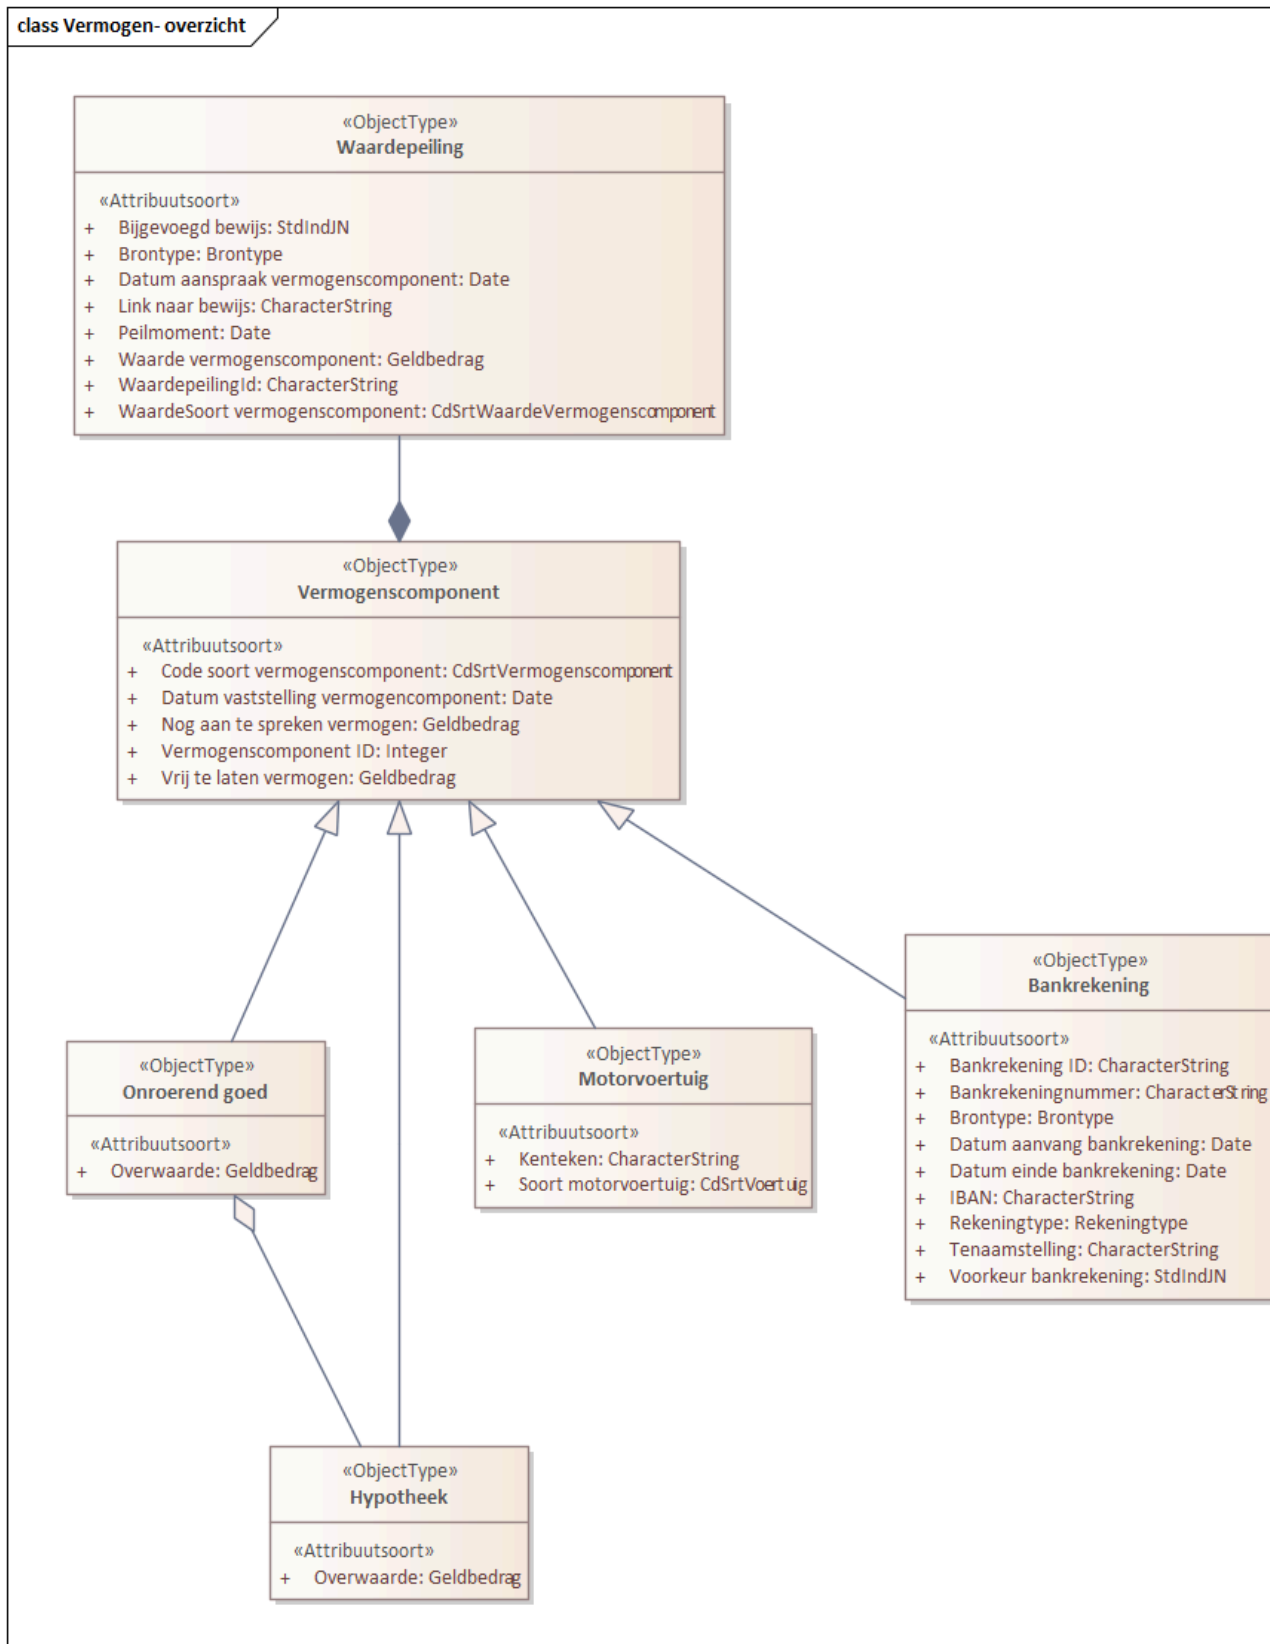 class Vermogen- overzicht
«ObjectType»
Waardepeiling
«Attribuutsoort»
+ Bijgevoegd bewijs: StdIndJN
+ Brontype: Brontype
+ Datum aanspraak vermogenscomponent: Date
+ Link naar bewijs: CharacterString
+ Peilmoment: Date
+ Waarde vermogenscomponent: Geldbedrag
+ WaardepeilingId: CharacterString
+ WaardeSoort vermogenscomponent: CdSrtWaardeVermogenscomponent
«ObjectType»
Vermogenscomponent
«Attribuutsoort»
+ Code soort vermogenscomponent: CdSrtVermogenscomponent
+ Datum vaststelling vermogencomponent: Date
+ Nog aan te spreken vermogen: Geldbedrag
+ Vermogenscomponent ID: Integer
+ Vrij te laten vermogen: Geldbedrag
«ObjectType»
Onroerend goed
«Attribuutsoort»
+ Overwaarde: Geldbedrag
«ObjectType»
Motorvoertuig
«Attribuutsoort»
+ Kenteken: CharacterString
+ Soort motorvoertuig: CdSrtVoertuig
«ObjectType»
Bankrekening
«Attribuutsoort»
+ Bankrekening ID: CharacterString
+ Bankrekeningnummer: CharacterString
+ Brontype: Brontype
+ Datum aanvang bankrekening: Date
+ Datum einde bankrekening: Date
+ IBAN: CharacterString
+ Rekeningtype: Rekeningtype
+ Tenaamstelling: CharacterString
+ Voorkeur bankrekening: StdIndJN
«ObjectType»
Hypotheek
«Attribuutsoort»
+ Overwaarde: Geldbedrag